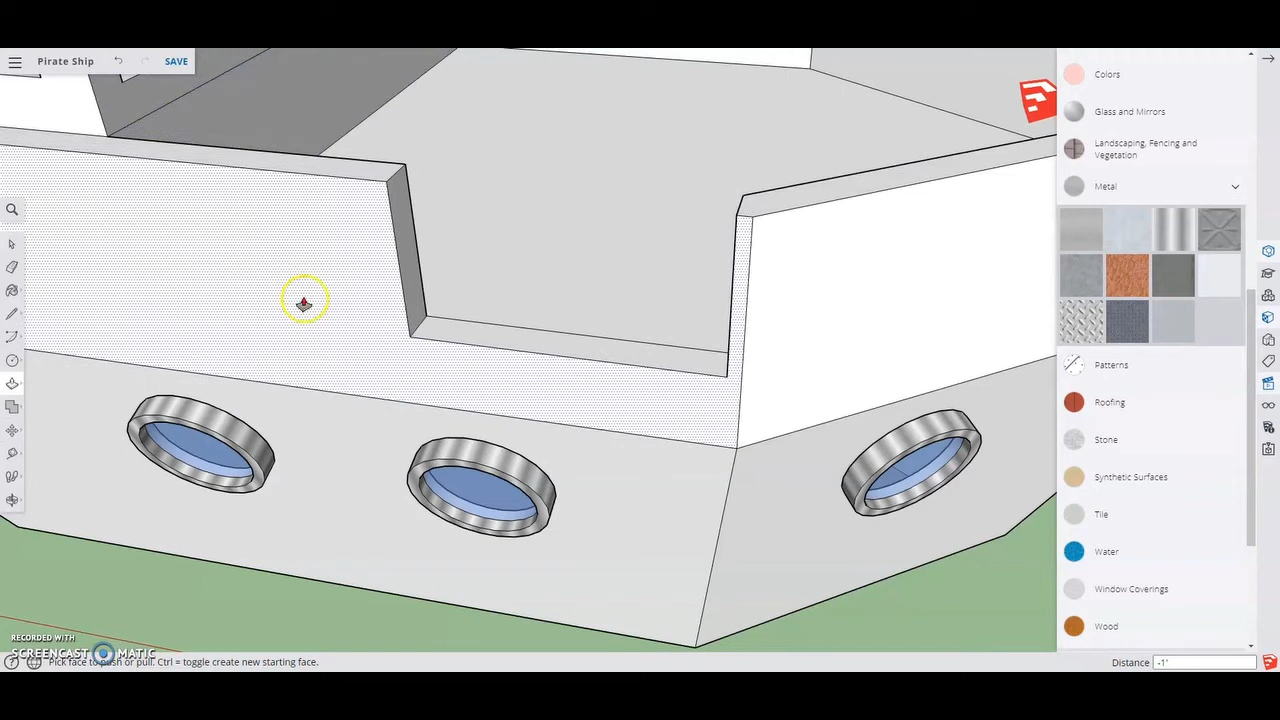 Pirate Ship
SAVE
Colors
Glass and Mirrors
Landscaping, Fencing and
Vegetation
Metal
Patterns
Roofing
Stone
Synthetic Surfaces
Tile
Water
Window Coverings
Wood
RECORDED WITH
SCREENCAST MATIC
Pick face to push or pull. Ctrl = toggle create new starting face.
Distance -1'